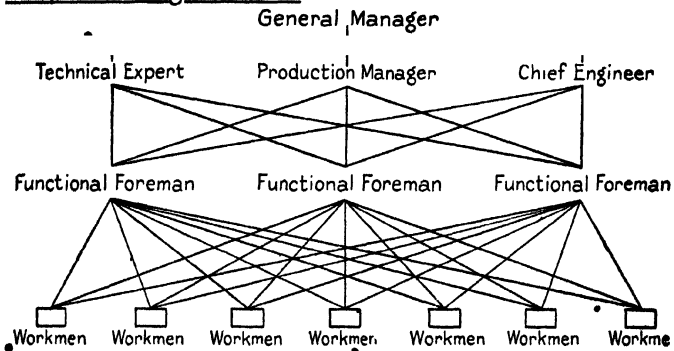 General Manager
Technical Expert Production Manager Chief Engineer
Functional Foreman Functional Foreman Functional Foreman
Workmen Workmen Workmen Workmen Workmen Workmen Workme